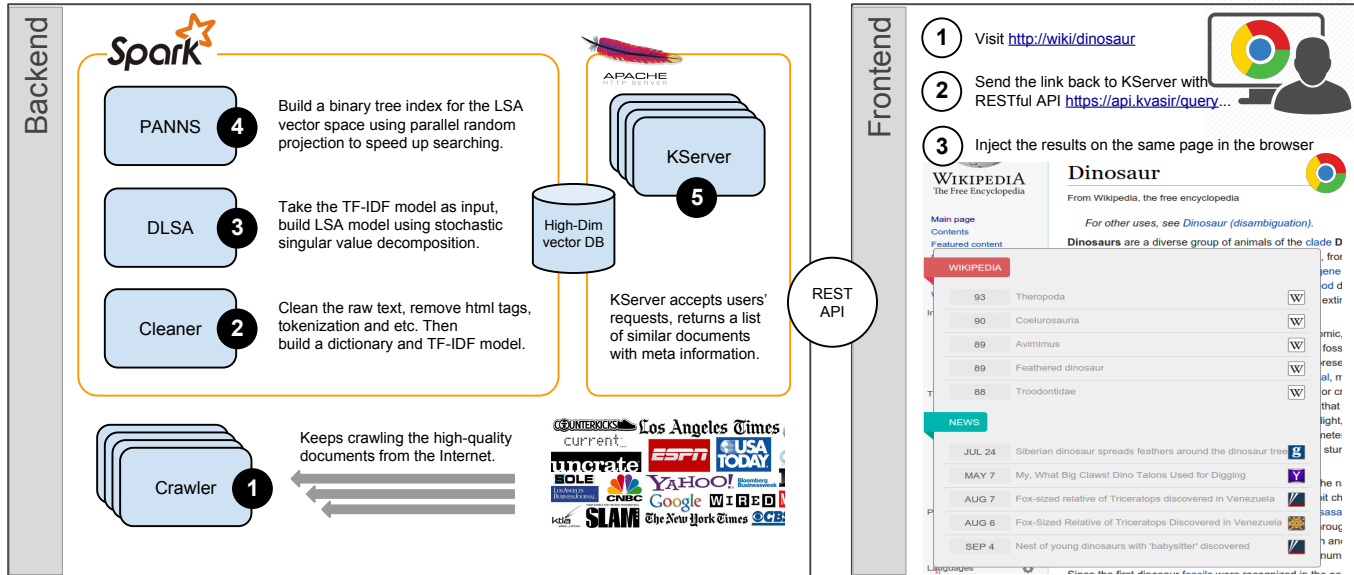 Backend
Spark
PANNS
4
Build a binary tree index for the LSA
vector space using parallel random
projection to speed up searching.
DLSA
3
Take the TF-IDF model as input,
build LSA model using stochastic
singular value decomposition.
Cleaner
2
Clean the raw text, remove html tags,
tokenization and etc. Then
build a dictionary and TF-IDF model.
High-Dim
vector DB
APACHE
HTTP SERVER
KServer
5
KServer accepts users'
requests, returns a list
of similar documents
with meta information.
REST
API
Crawler
1
Keeps crawling the high-quality
documents from the Internet.
COUNTERKICKS
Los Angeles Times
current
uncrate
ESPN
USA
TODAY
SOLE
LOS ANGELES
BUSINESS JOURNAL
CNBC
YAHOO!
Bloomberg
Businessweek
Google
WIRED
ktla
SLAM
The New York Times
CBS
Frontend
1
Visit http://wiki/dinosaur
2
Send the link back to KServer with
RESTful API https://api.kvasir/query...
3
Inject the results on the same page in the browser
WIKIPEDIA
The Free Encyclopedia
Main page
Contents
Featured content
Dinosaur
From Wikipedia, the free encyclopedia
For other uses, see Dinosaur (disambiguation).
Dinosaurs are a diverse group of animals of the clade D
WIKIPEDIA
93 Theropoda W
90 Coelurosauria W
89 Avimimus W
89 Feathered dinosaur W
88 Troodontidae W
NEWS
JUL 24 Siberian dinosaur spreads feathers around the dinosaur tree g
MAY 7 My, What Big Claws! Dino Talons Used for Digging Y
AUG 7 Fox-sized relative of Triceratops discovered in Venezuela
AUG 6 Fox-Sized Relative of Triceratops Discovered in Venezuela
SEP 4 Nest of young dinosaurs with 'babysitter' discovered
Languages